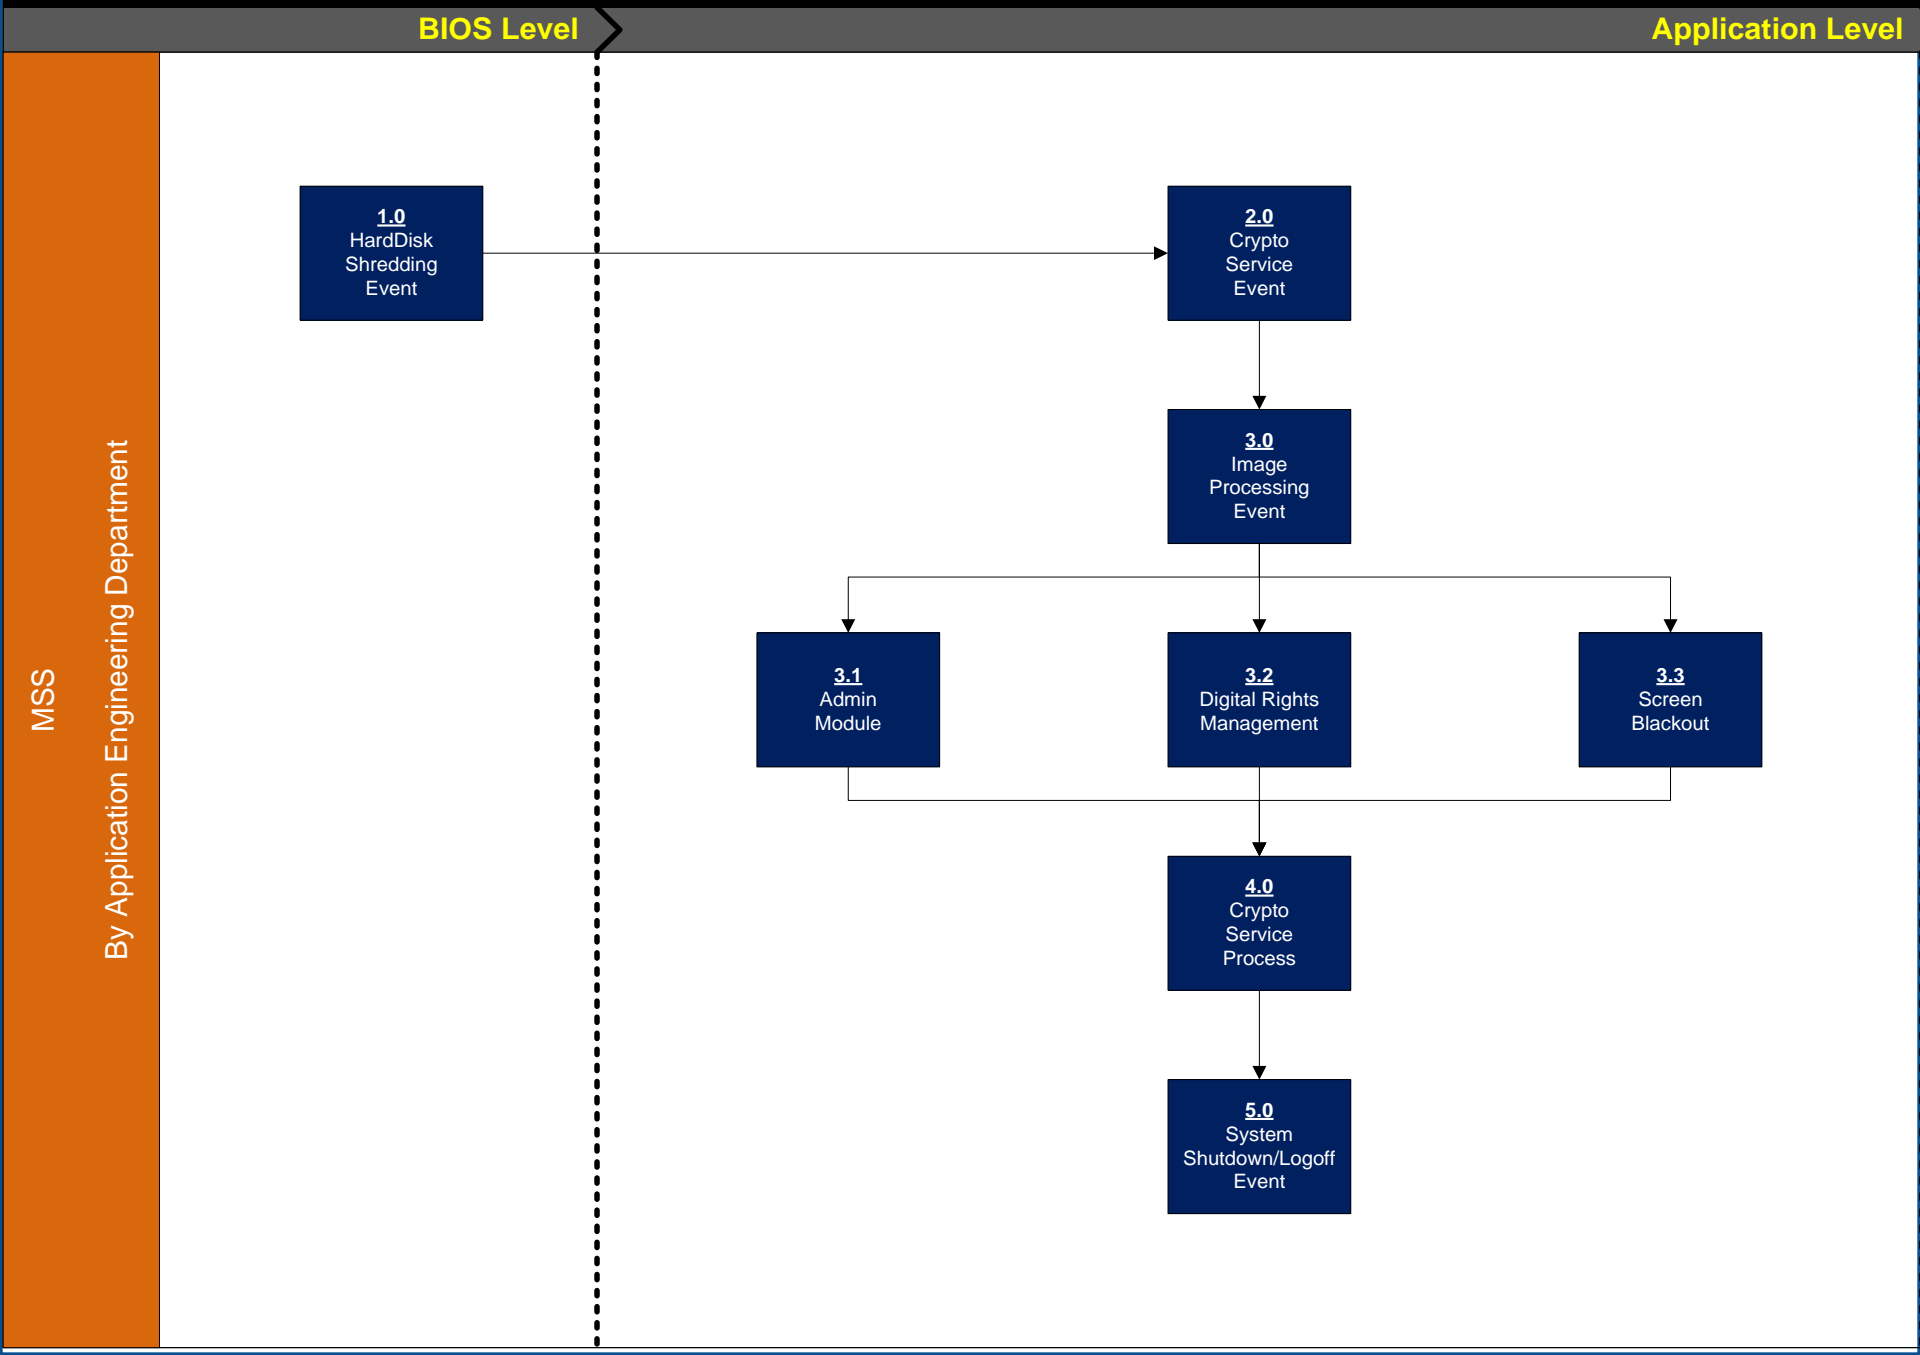 BIOS Level
Application Level
MSS
By Application Engineering Department
1.0
HardDisk
Shredding
Event
2.0
Crypto
Service
Event
3.0
Image
Processing
Event
3.1
Admin
Module
3.2
Digital Rights
Management
3.3
Screen
Blackout
4.0
Crypto
Service
Process
5.0
System
Shutdown/Logoff
Event